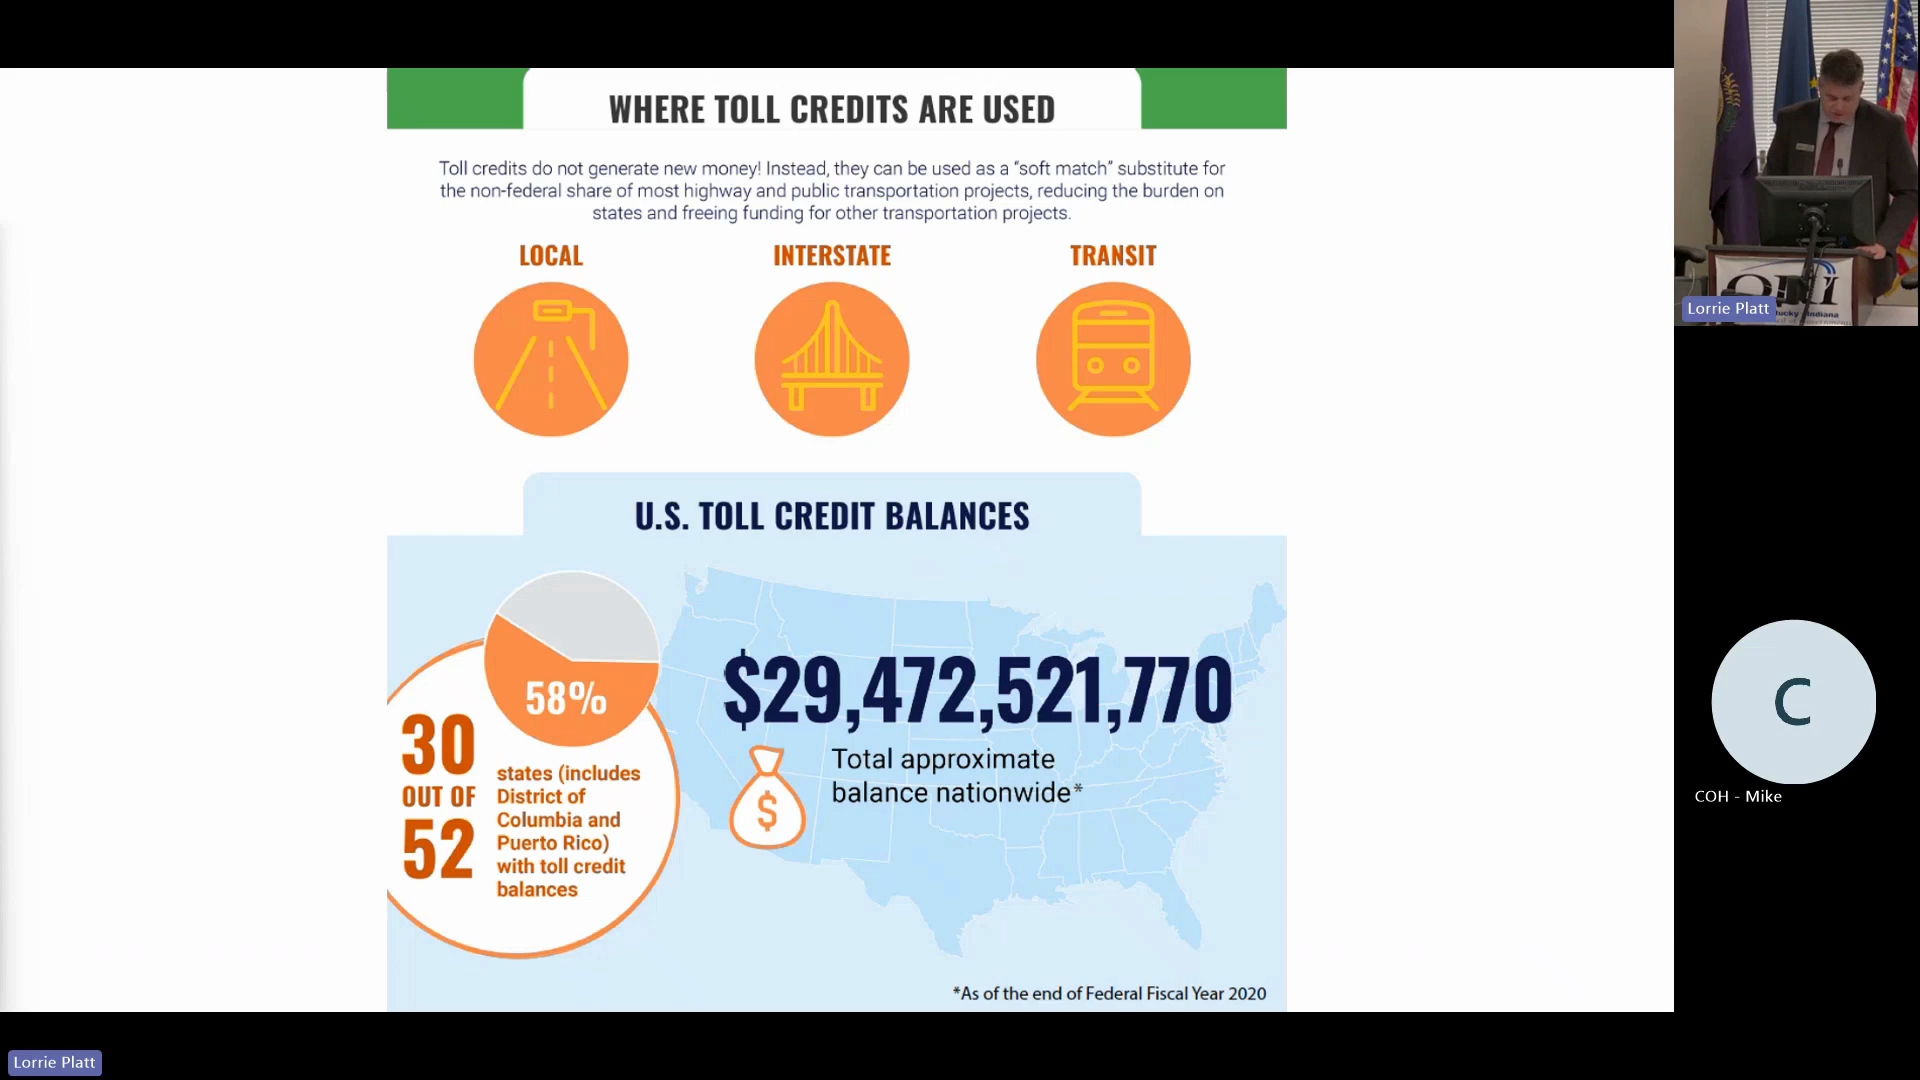 WHERE TOLL CREDITS ARE USED
Toll credits do not generate new money! Instead, they can be used as a “soft match” substitute for
the non-federal share of most highway and public transportation projects, reducing the burden on
states and freeing funding for other transportation projects.
LOCAL
INTERSTATE
TRANSIT
U.S. TOLL CREDIT BALANCES
58%
30
OUT OF
52
states (includes
District of
Columbia and
Puerto Rico)
with toll credit
balances
$29,472,521,770
$
Total approximate
balance nationwide*
*As of the end of Federal Fiscal Year 2020
Lorrie Platt
Indiana
C
COH - Mike
Lorrie Platt